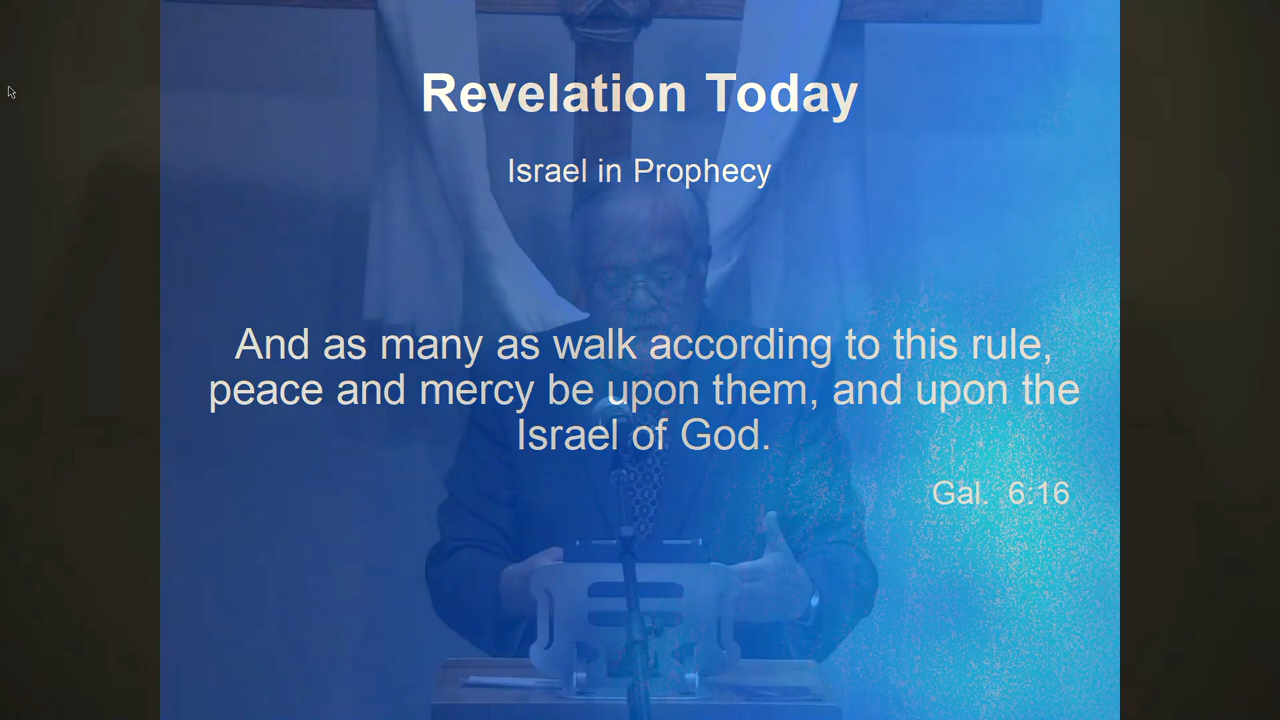 Revelation Today
Israel in Prophecy
And as many as walk according to this rule,
peace and mercy be upon them, and upon the
Israel of God.
Gal. 6:16